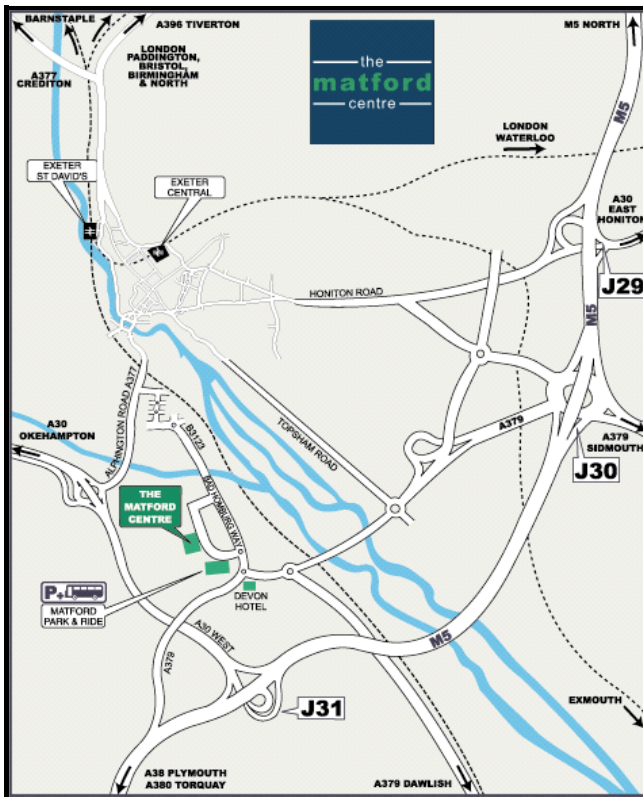 BARNSTAPLE
A396 TIVERTON
M5 NORTH
A377
CREDITON
LONDON
PADDINGTON,
BRISTOL,
BIRMINGHAM
& NORTH
the
matford
centre
M5
LONDON
WATERLOO
EXETER
ST DAVID'S
EXETER
CENTRAL
A30
EAST
HONITON
J29
HONITON ROAD
M5
A30
OKEHAMPTON
ALPHINGTON ROAD A377
B3123
TOPSHAM ROAD
A379
A379
SIDMOUTH
J30
BAD HOMBURG WAY
THE
MATFORD
CENTRE
P+
MATFORD
PARK & RIDE
DEVON
HOTEL
A30 WEST
A379
M5
J31
EXMOUTH
A38 PLYMOUTH
A380 TORQUAY
A379 DAWLISH